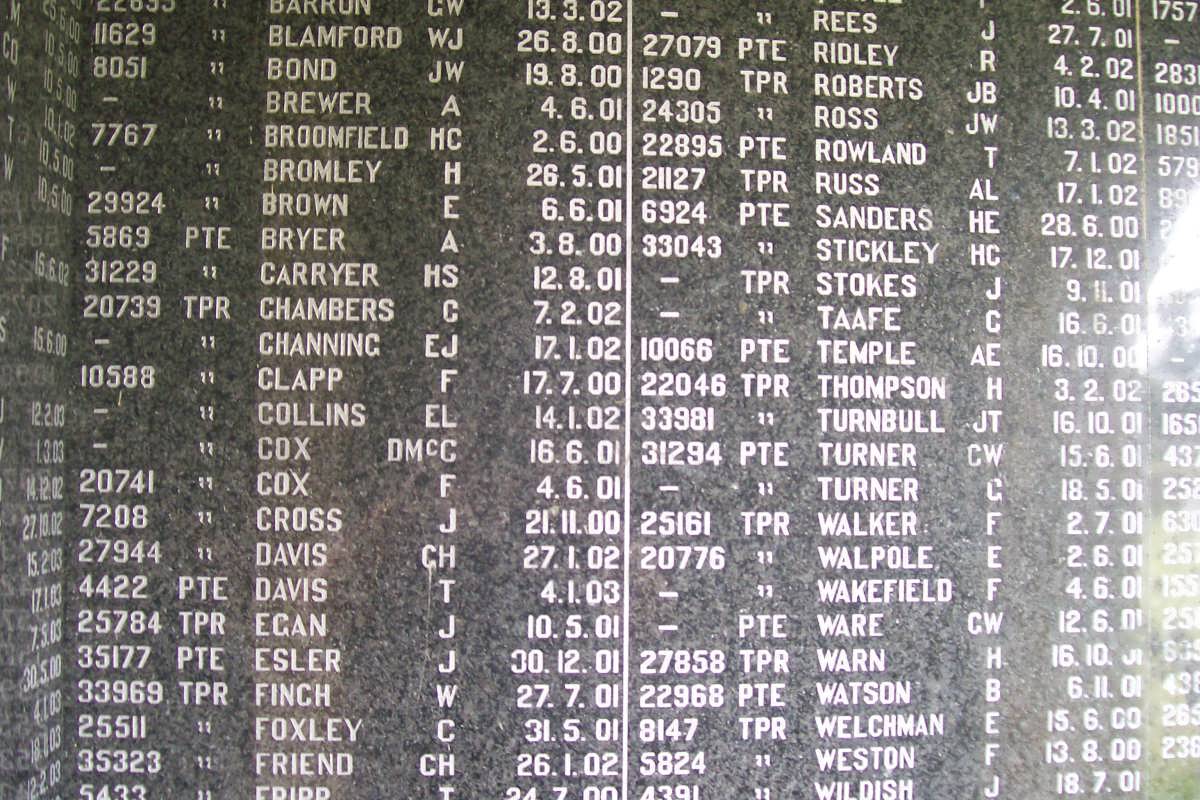 BARRON CW 13.3.02
11629 " BLAMFORD WJ 26.8.00
8051 " BOND JW 19.8.00
— " BREWER A 4.6.01
7767 " BROOMFIELD HC 2.6.00
— " BROMLEY H 26.5.01
29924 " BROWN E 6.6.01
5869 PTE BRYER A 3.8.00
31229 " CARRYER HS 12.8.01
20739 TPR CHAMBERS C 7.2.02
— " CHANNING EJ 17.1.02
10588 " CLAPP F 17.7.00
— " COLLINS EL 14.1.02
— " COX DMcC 16.6.01
20741 " COX F 4.6.01
7208 " CROSS J 21.11.00
27944 " DAVIS CH 27.1.02
4422 PTE DAVIS T 4.1.03
25784 TPR EGAN J 10.5.01
35177 PTE ESLER J 30.12.01
33969 TPR FINCH W 27.7.01
25511 " FOXLEY C 31.5.01
35323 " FRIEND CH 26.1.02
5433 " FRIPP T 24.7.00
2.6.01
— " REES J 27.7.01
27079 PTE RIDLEY R 4.2.02
1290 TPR ROBERTS JB 10.4.01
24305 " ROSS JW 13.3.02
22895 PTE ROWLAND T 7.1.02
21127 TPR RUSS AL 17.1.02
6924 PTE SANDERS HE 28.6.00
33043 " STICKLEY HC 17.12.01
— TPR STOKES J 9.11.01
— " TAAFE C 16.6.01
10066 PTE TEMPLE AE 16.10.00
22046 TPR THOMPSON H 3.2.02
33981 " TURNBULL JT 16.10.01
31294 PTE TURNER CW 15.6.01
— " TURNER C 18.5.01
25161 TPR WALKER F 2.7.01
20776 " WALPOLE E 2.6.01
— " WAKEFIELD F 4.6.01
— PTE WARE CW 12.6.01
27858 TPR WARN H 16.10.01
22968 PTE WATSON B 6.11.01
8147 TPR WELCHMAN E 15.6.00
5824 " WESTON F 13.8.00
4391 " WILDISH J 18.7.01